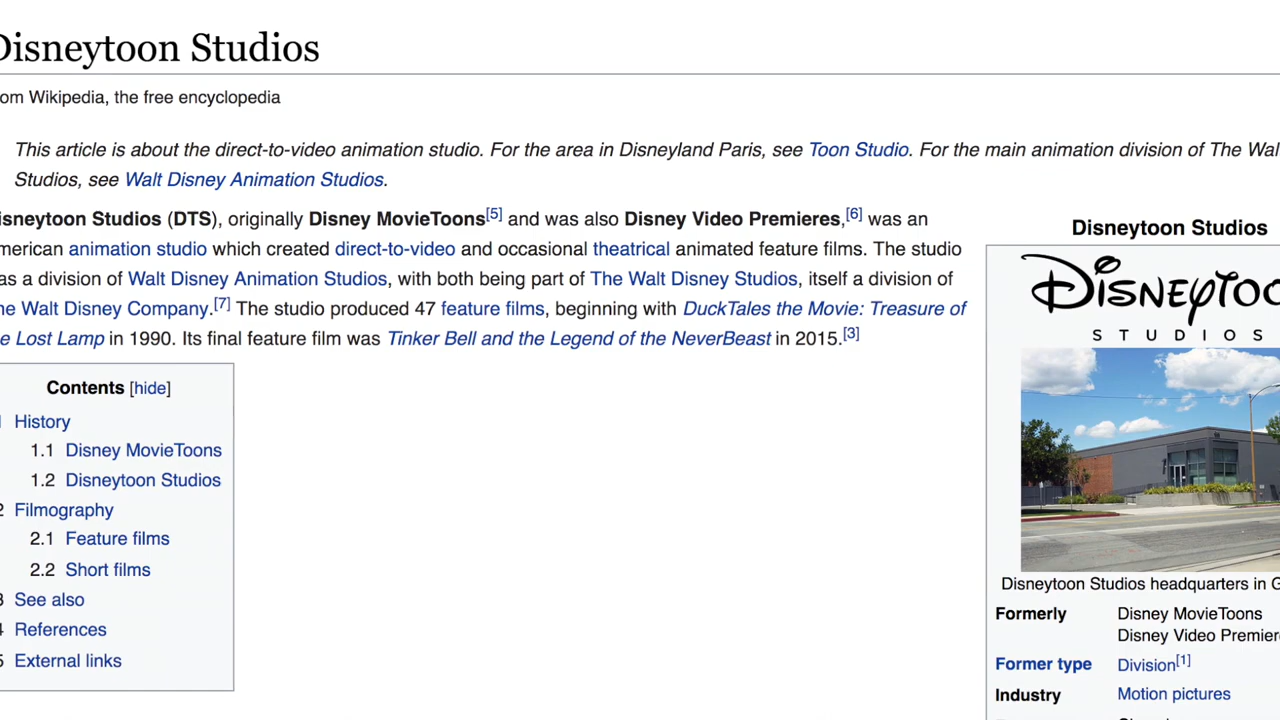 Disneytoon Studios
om Wikipedia, the free encyclopedia
This article is about the direct-to-video animation studio. For the area in Disneyland Paris, see Toon Studio. For the main animation division of The Wal
Studios, see Walt Disney Animation Studios.
isneytoon Studios (DTS), originally Disney MovieToons[5] and was also Disney Video Premieres,[6] was an
merican animation studio which created direct-to-video and occasional theatrical animated feature films. The studio
as a division of Walt Disney Animation Studios, with both being part of The Walt Disney Studios, itself a division of
he Walt Disney Company.[7] The studio produced 47 feature films, beginning with DuckTales the Movie: Treasure of
e Lost Lamp in 1990. Its final feature film was Tinker Bell and the Legend of the NeverBeast in 2015.[3]
Contents [hide]
1 History
1.1 Disney MovieToons
1.2 Disneytoon Studios
2 Filmography
2.1 Feature films
2.2 Short films
3 See also
4 References
5 External links
Disneytoon Studios
DISNEYTOO
STUDIOS
Disneytoon Studios headquarters in G
Formerly Disney MovieToons
Disney Video Premier
Former type Division[1]
Industry Motion pictures